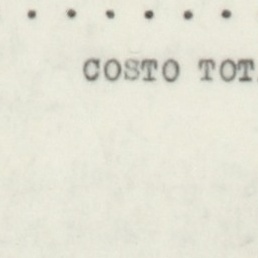 . . . . . .
COSTO TOT